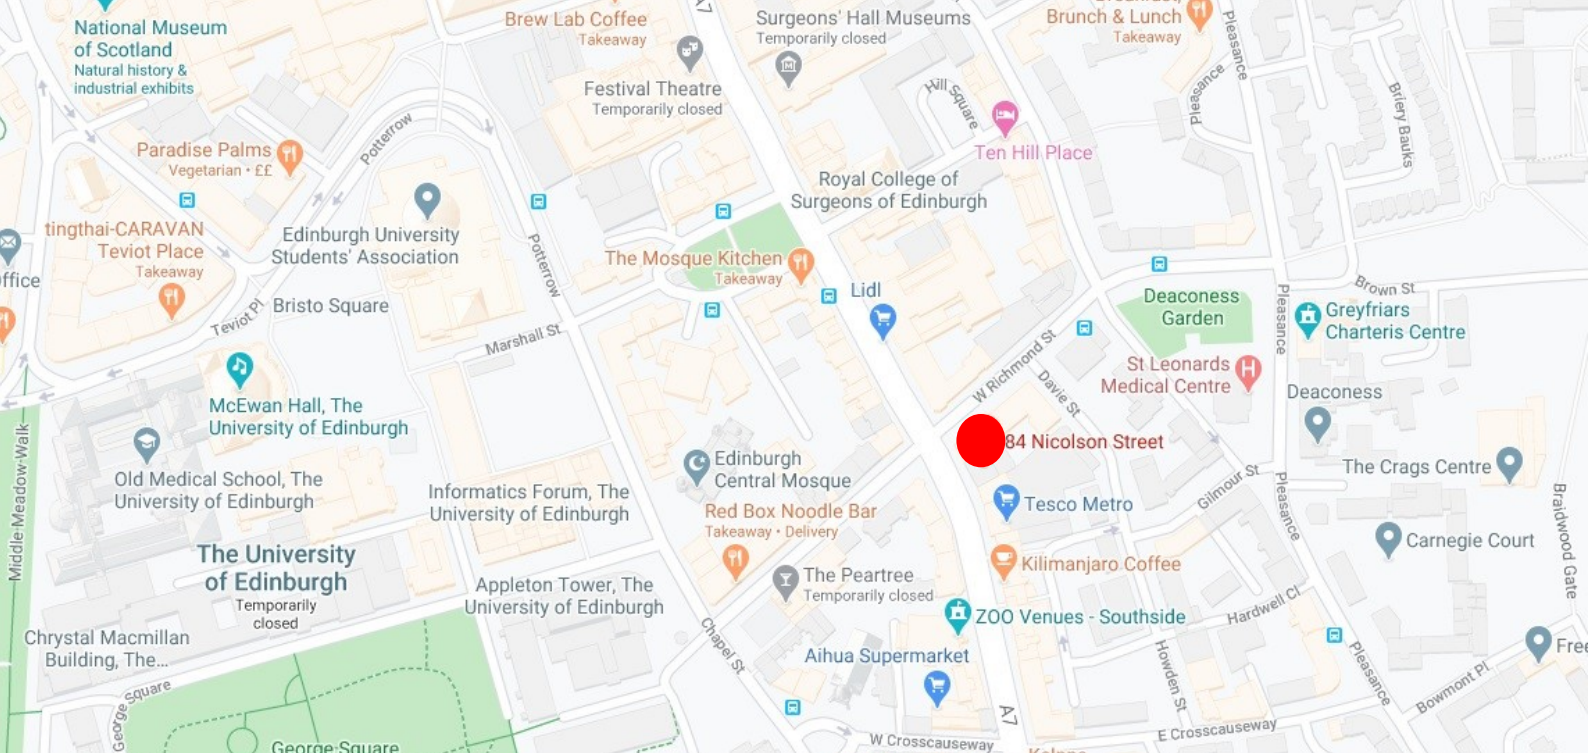 National Museum
of Scotland
Natural history &
industrial exhibits
Brew Lab Coffee
Takeaway
A7
Surgeons' Hall Museums
Temporarily closed
Brunch & Lunch
Takeaway
Pleasance
Festival Theatre
Temporarily closed
Hill Square
Pleasance
Briery Bauks
Potterrow
Paradise Palms
Vegetarian • ££
Ten Hill Place
Royal College of
Surgeons of Edinburgh
tingthai-CARAVAN
Teviot Place
Takeaway
Edinburgh University
Students' Association
Potterrow
The Mosque Kitchen
Takeaway
ffice
Bristo Square
Teviot Pl
Lidl
Deaconess
Garden
Brown St
Pleasance
Greyfriars
Charteris Centre
Marshall St
W Richmond St
Davie St
St Leonards
Medical Centre
Deaconess
McEwan Hall, The
University of Edinburgh
Middle Meadow Walk
84 Nicolson Street
Edinburgh
Central Mosque
The Crags Centre
Old Medical School, The
University of Edinburgh
Informatics Forum, The
University of Edinburgh
Red Box Noodle Bar
Takeaway • Delivery
Tesco Metro
Gilmour St
Pleasance
Braidwood Gate
Carnegie Court
The University
of Edinburgh
Temporarily
closed
Appleton Tower, The
University of Edinburgh
The Peartree
Temporarily closed
Kilimanjaro Coffee
ZOO Venues - Southside
Hardwell Cl
Chrystal Macmillan
Building, The...
Chapel St
Aihua Supermarket
Howden St
Pleasance
Free
Bowmont Pl
George Square
George Square
A7
W Crosscauseway
E Crosscauseway